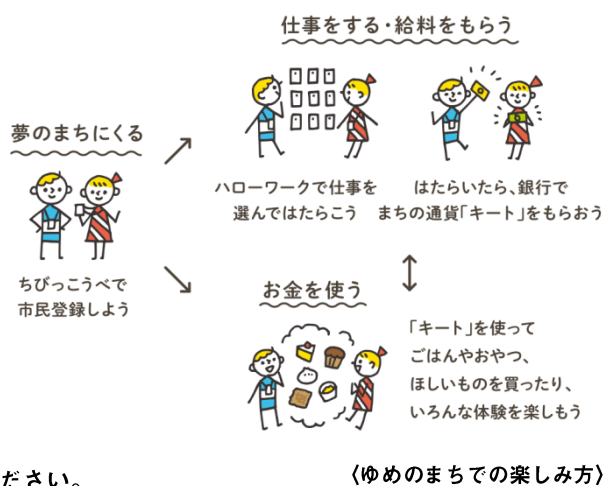 仕事をする・給料をもらう
夢のまちにくる
ハローワークで仕事を
選んではたらこう
はたらいたら、銀行で
まちの通貨「キート」をもらおう
ちびっこうべで
市民登録しよう
お金を使う
「キート」を使って
ごはんやおやつ、
ほしいものを買ったり、
いろんな体験を楽しもう
ださい。
〈ゆめのまちでの楽しみ方〉